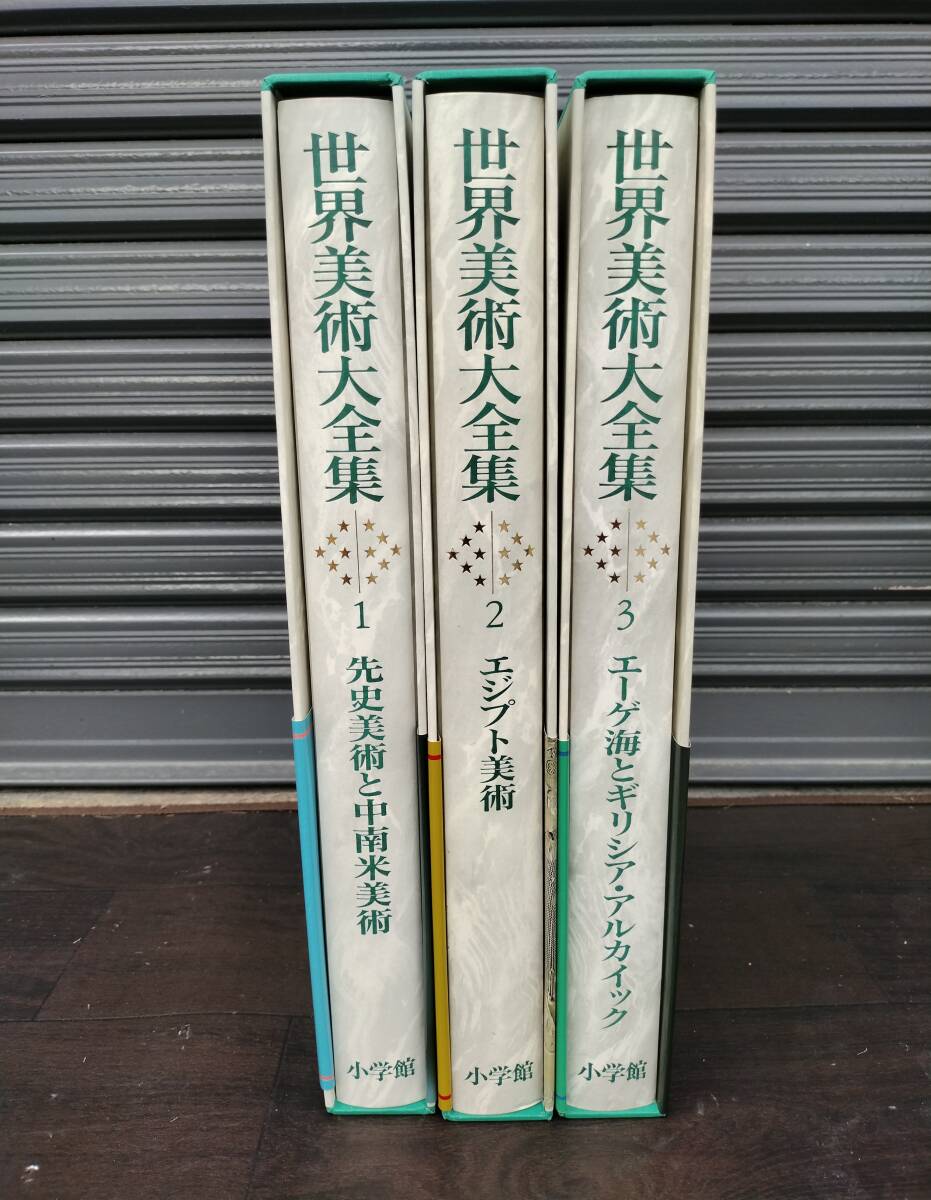 世界美術大全集
1
先史美術と中南米美術
小学館
世界美術大全集
2
エジプト美術
小学館
世界美術大全集
3
エーゲ海とギリシア・アルカイック
小学館